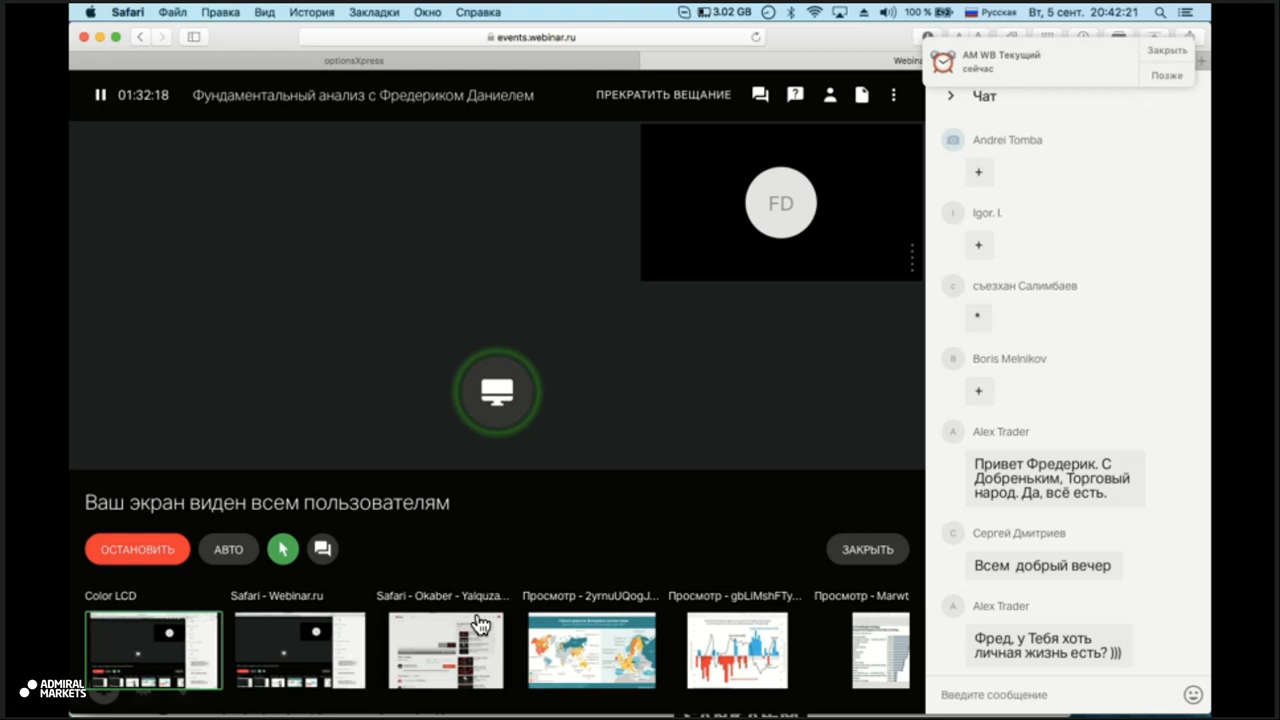 Safari Файл Правка Вид История Закладки Окно Справка 3.02 GB 100 % Русская Вт, 5 сент. 20:42:21
events.webinar.ru
optionsXpress
Webina
AM WB Текущий
сейчас
Закрыть
Позже
01:32:18 Фундаментальный анализ с Фредериком Даниелем ПРЕКРАТИТЬ ВЕЩАНИЕ
FD
Ваш экран виден всем пользователям
ОСТАНОВИТЬ АВТО ЗАКРЫТЬ
Color LCD Safari - Webinar.ru Safari - Okaber - Yalquza... Просмотр - 2yrnuUQogJ... Просмотр - gbLiMshFTy... Просмотр - Marwt
ADMIRAL
MARKETS
Чат
Andrei Tomba
+
I
Igor. I.
+
с
съезхан Салимбаев
*
B
Boris Melnikov
+
A
Alex Trader
Привет Фредерик. С
Добреньким, Торговый
народ. Да, всё есть.
С
Сергей Дмитриев
Всем добрый вечер
A
Alex Trader
Фред, у Тебя хоть
личная жизнь есть? )))
Введите сообщение